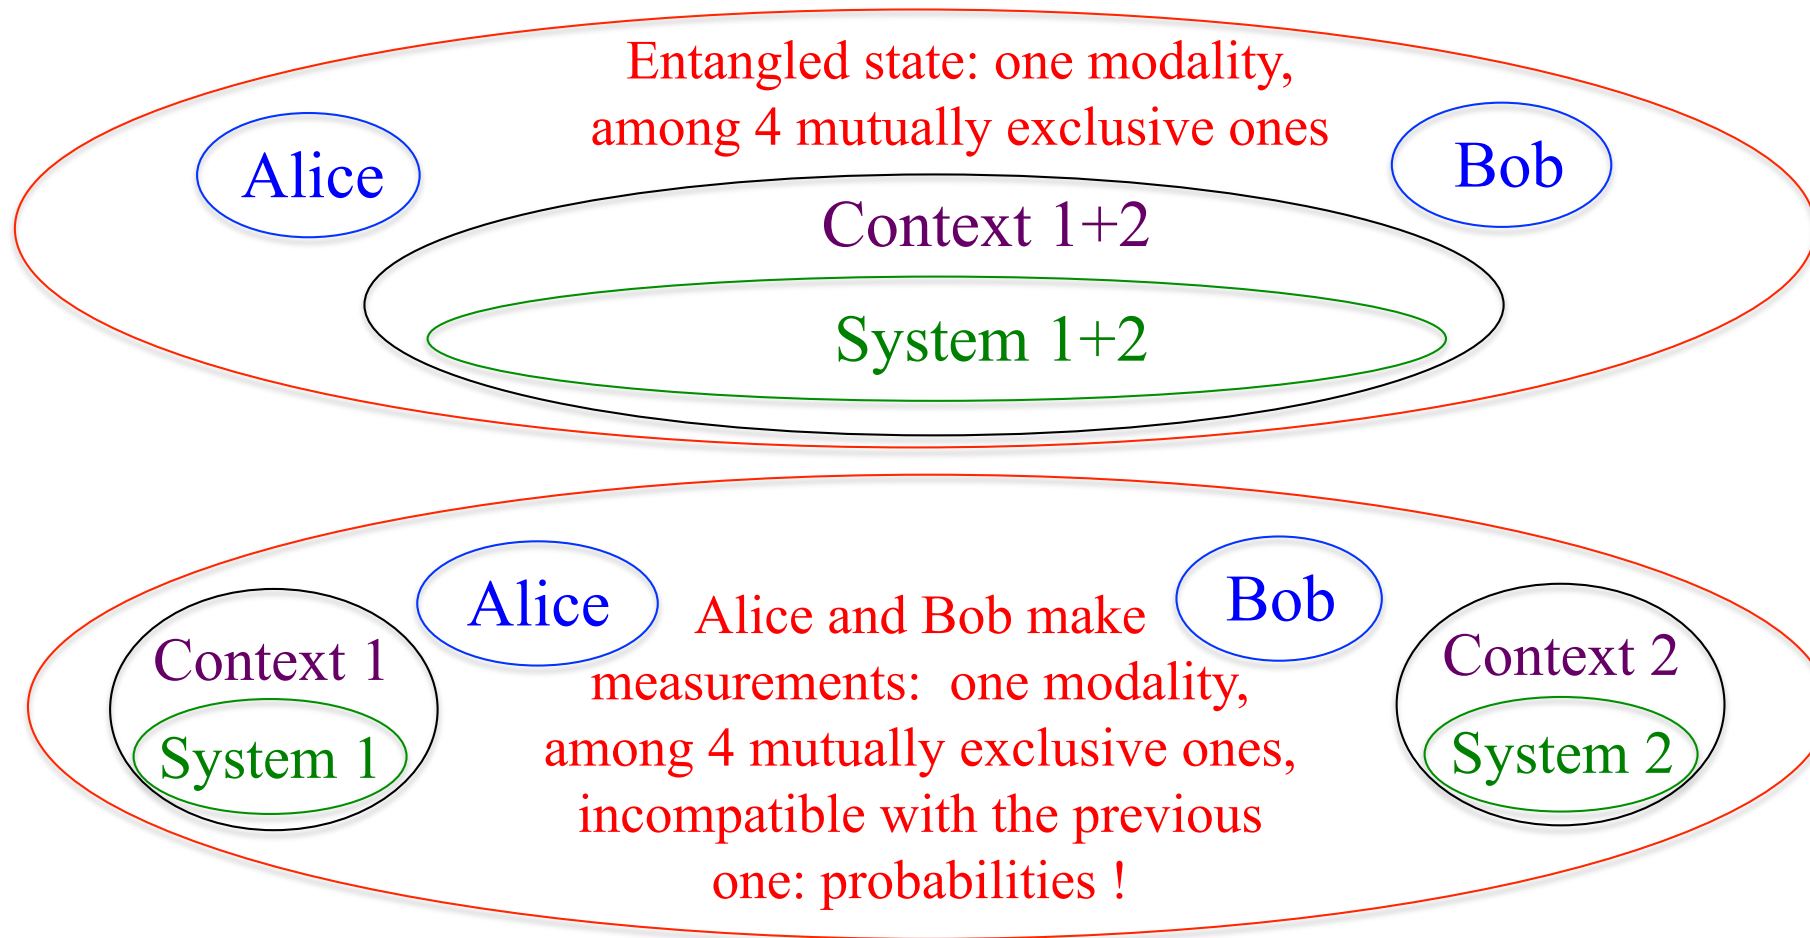 Entangled state: one modality,
among 4 mutually exclusive ones
Alice
Bob
Context 1+2
System 1+2
Alice
Bob
Alice and Bob make
measurements:  one modality,
among 4 mutually exclusive ones,
incompatible with the previous
one: probabilities !
Context 1
System 1
Context 2
System 2